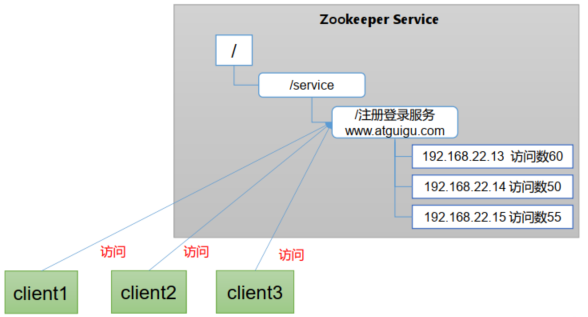 Zookeeper Service
/
/service
/注册登录服务
www.atguigu.com
192.168.22.13 访问数60
192.168.22.14 访问数50
192.168.22.15 访问数55
访问
访问
访问
client1
client2
client3